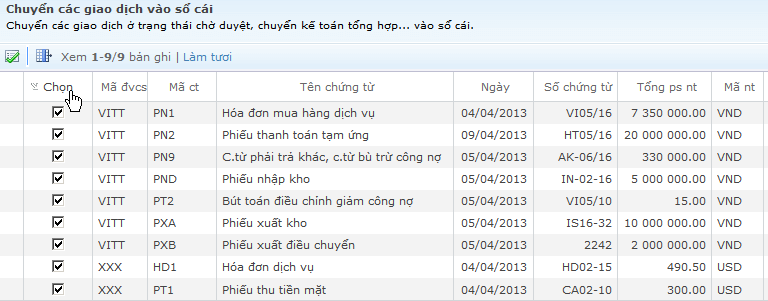 Chuyển các giao dịch vào sổ cái
Chuyển các giao dịch ở trạng thái chờ duyệt, chuyển kế toán tổng hợp... vào sổ cái.
Xem 1-9/9 bản ghi | Làm tươi
Chọn Mã đvcs Mã ct Tên chứng từ Ngày Số chứng từ Tổng ps nt Mã nt
VITT PN1 Hóa đơn mua hàng dịch vụ 04/04/2013 VI05/16 7 350 000.00 VND
VITT PN2 Phiếu thanh toán tạm ứng 09/04/2013 HT05/16 20 000 000.00 VND
VITT PN9 C.từ phải trả khác, c.từ bù trừ công nợ 05/04/2013 AK-06/16 330 000.00 VND
VITT PND Phiếu nhập kho 05/04/2013 IN-02-16 5 000 000.00 VND
VITT PT2 Bút toán điều chỉnh giảm công nợ 05/04/2013 VI05/10 15.00 VND
VITT PXA Phiếu xuất kho 05/04/2013 IS16-32 10 000 000.00 VND
VITT PXB Phiếu xuất điều chuyển 05/04/2013 2242 2 000 000.00 VND
XXX HD1 Hóa đơn dịch vụ 04/04/2013 HD02-15 490.50 USD
XXX PT1 Phiếu thu tiền mặt 04/04/2013 CA02-10 300.00 USD